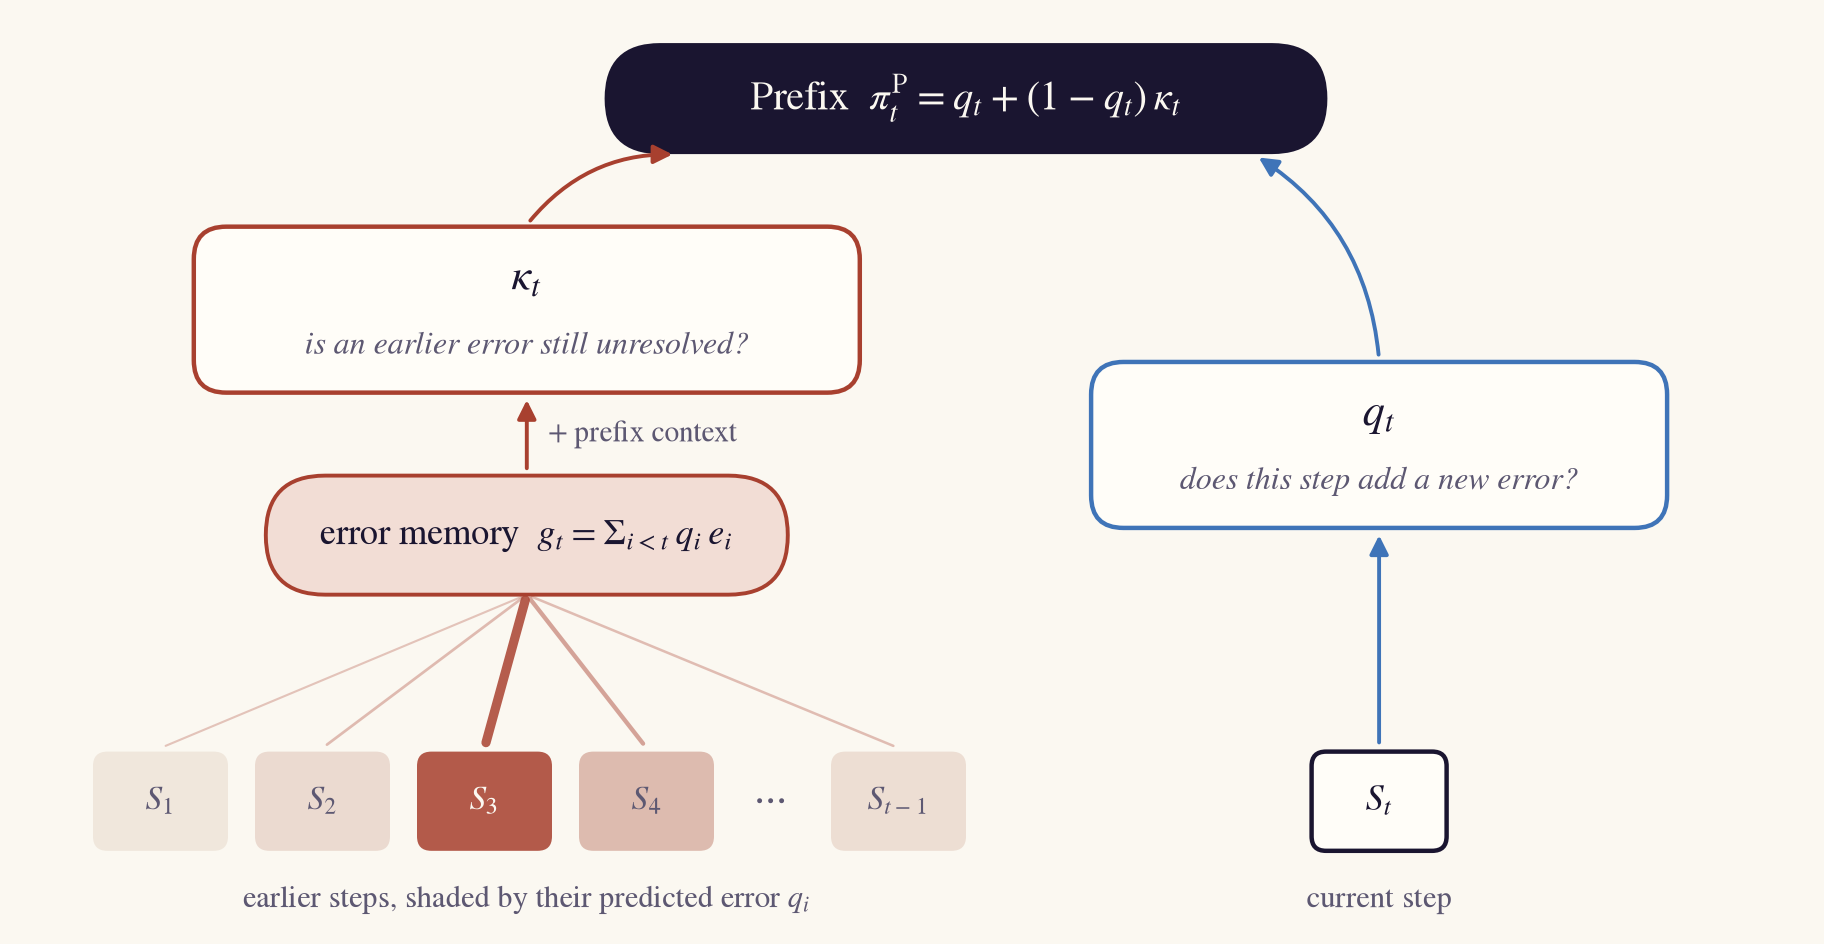 Prefix π_t^P = q_t + (1 − q_t) κ_t
κ_t
is an earlier error still unresolved?
+ prefix context
q_t
does this step add a new error?
error memory g_t = Σ_{i < t} q_i e_i
S_1 S_2 S_3 S_4 ... S_{t−1}
S_t
earlier steps, shaded by their predicted error q_i
current step